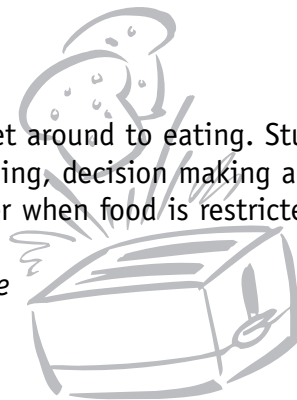 et around to eating. Stu
ing, decision making a
r when food is restricte
e